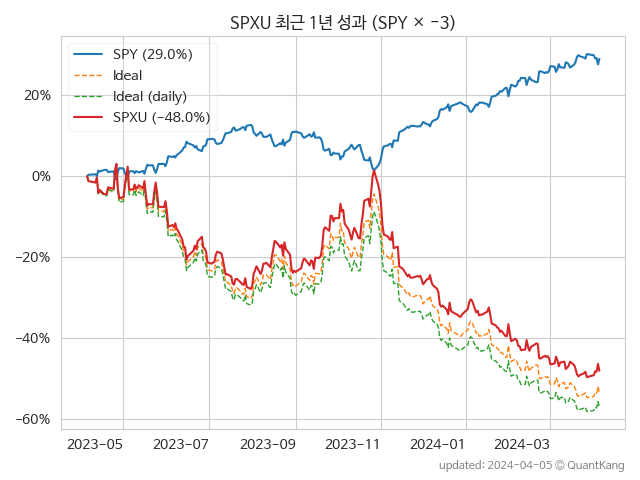 SPXU 최근 1년 성과 (SPY × −3)
SPY (29.0%)
Ideal
Ideal (daily)
SPXU (−48.0%)
20%
0%
−20%
−40%
−60%
2023-05 2023-07 2023-09 2023-11 2024-01 2024-03
updated: 2024-04-05 © QuantKang